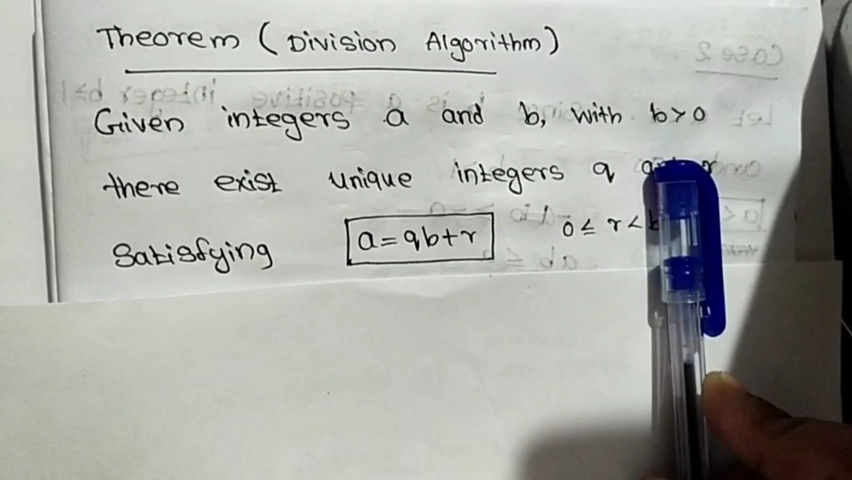 Theorem (Division Algorithm)
Given integers a and b, with b>0
there exist unique integers q
Satisfying a=qb+r 0≤ r<